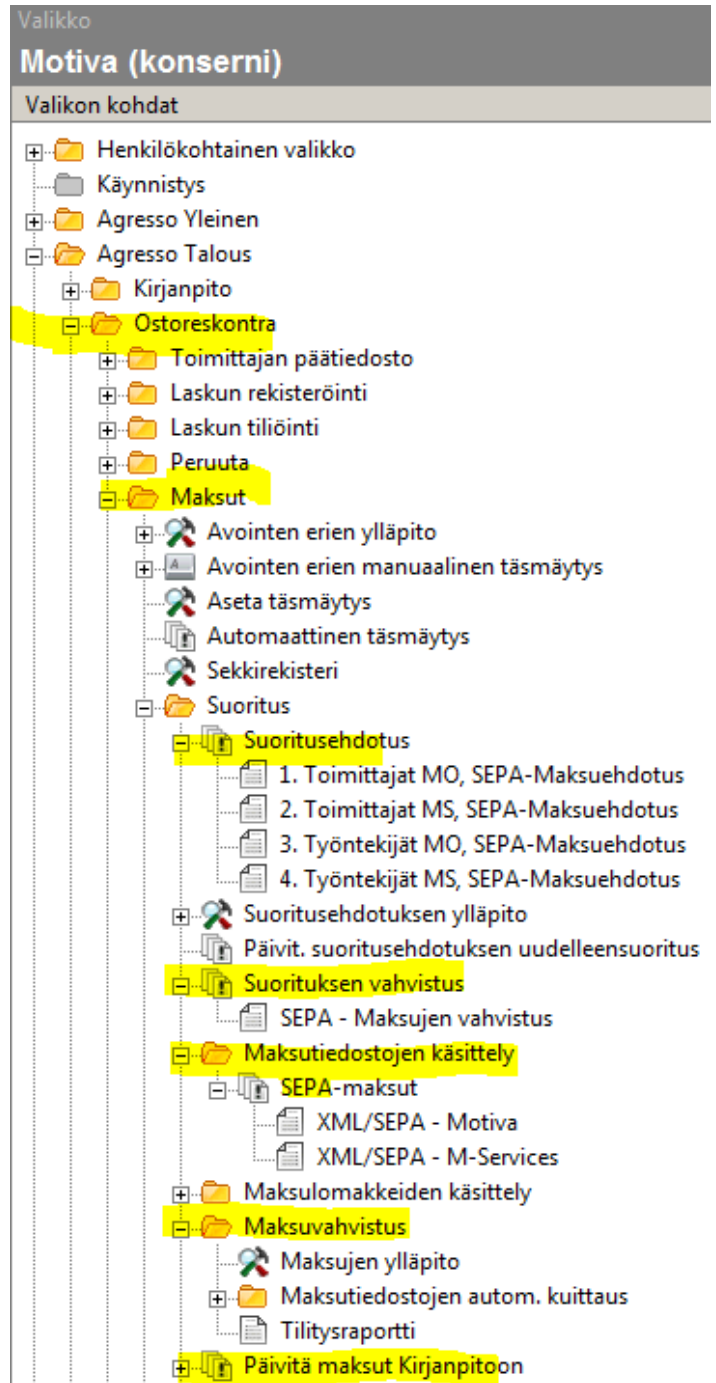 Valikko
Motiva (konserni)
Valikon kohdat
Henkilökohtainen valikko
Käynnistys
Agresso Yleinen
Agresso Talous
Kirjanpito
Ostoreskontra
Toimittajan päätiedosto
Laskun rekisteröinti
Laskun tiliöinti
Peruuta
Maksut
Avointen erien ylläpito
Avointen erien manuaalinen täsmäytys
Aseta täsmäytys
Automaattinen täsmäytys
Sekkirekisteri
Suoritus
Suoritusehdotus
1. Toimittajat MO, SEPA-Maksuehdotus
2. Toimittajat MS, SEPA-Maksuehdotus
3. Työntekijät MO, SEPA-Maksuehdotus
4. Työntekijät MS, SEPA-Maksuehdotus
Suoritusehdotuksen ylläpito
Päivit. suoritusehdotuksen uudelleensuoritus
Suorituksen vahvistus
SEPA - Maksujen vahvistus
Maksutiedostojen käsittely
SEPA-maksut
XML/SEPA - Motiva
XML/SEPA - M-Services
Maksulomakkeiden käsittely
Maksuvahvistus
Maksujen ylläpito
Maksutiedostojen autom. kuittaus
Tilitysraportti
Päivitä maksut Kirjanpitoon